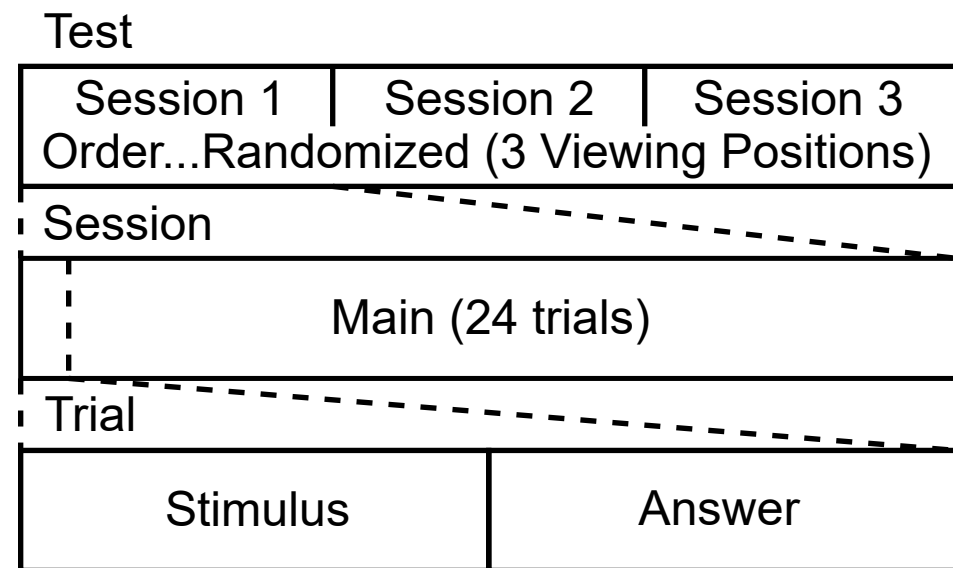 Test
Session 1 Session 2 Session 3
Order...Randomized (3 Viewing Positions)
Session
Main (24 trials)
Trial
Stimulus Answer